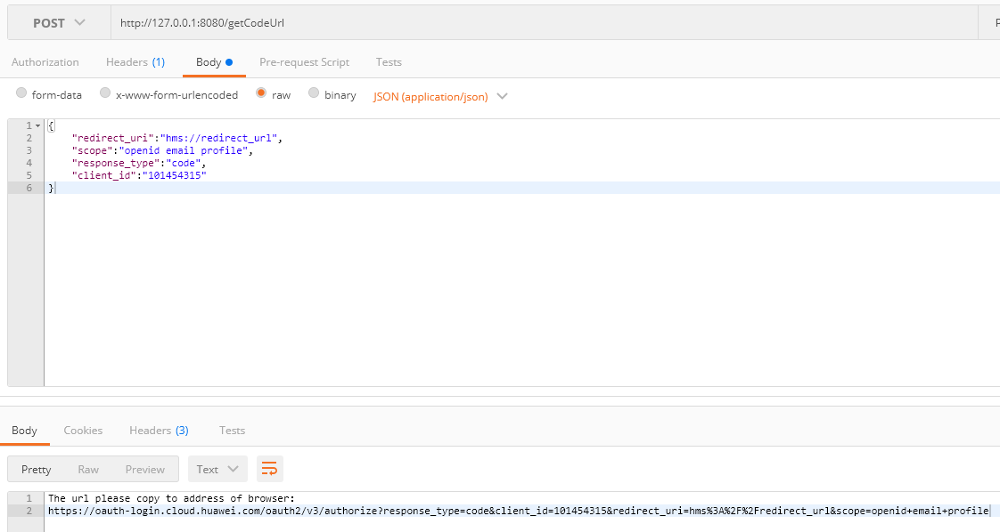 POST http://127.0.0.1:8080/getCodeUrl
Authorization Headers (1) Body Pre-request Script Tests
form-data x-www-form-urlencoded raw binary JSON (application/json)
1 {
2 "redirect_uri":"hms://redirect_url",
3 "scope":"openid email profile",
4 "response_type":"code",
5 "client_id":"101454315"
6 }
Body Cookies Headers (3) Tests
Pretty Raw Preview Text
1 The url please copy to address of browser:
2 https://oauth-login.cloud.huawei.com/oauth2/v3/authorize?response_type=code&client_id=101454315&redirect_uri=hms%3A%2F%2Fredirect_url&scope=openid+email+profile